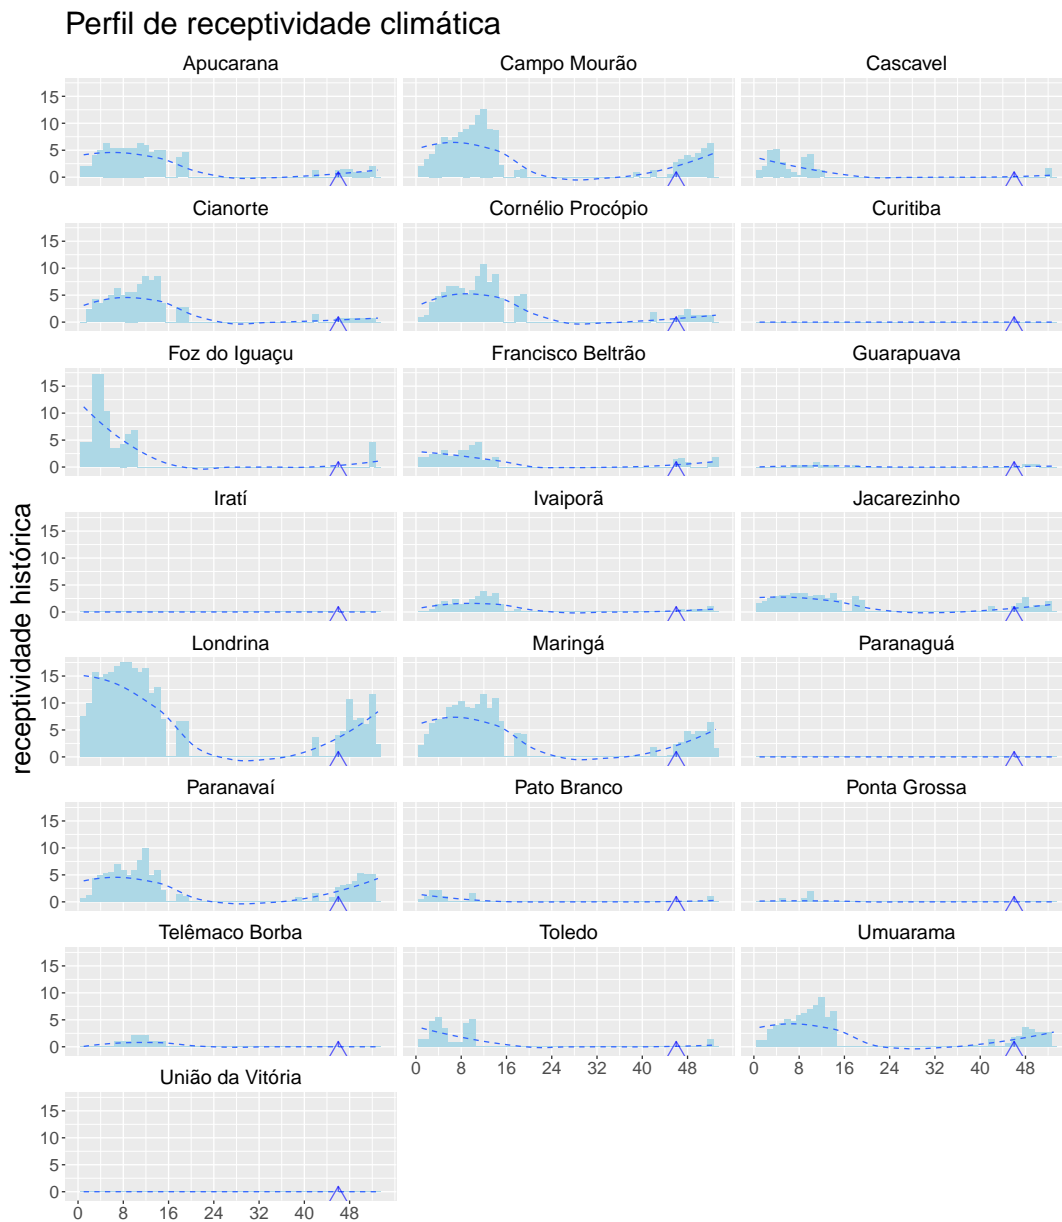 Perfil de receptividade climática
Apucarana Campo Mourão Cascavel
15
10
5
0
Cianorte Cornélio Procópio Curitiba
15
10
5
0
Foz do Iguaçu Francisco Beltrão Guarapuava
15
10
5
0
Iratí Ivaiporã Jacarezinho
15
10
5
0
receptividade histórica
Londrina Maringá Paranaguá
15
10
5
0
Paranavaí Pato Branco Ponta Grossa
15
10
5
0
Telêmaco Borba Toledo Umuarama
15
10
5
0
0 8 16 24 32 40 48 0 8 16 24 32 40 48
União da Vitória
15
10
5
0
0 8 16 24 32 40 48